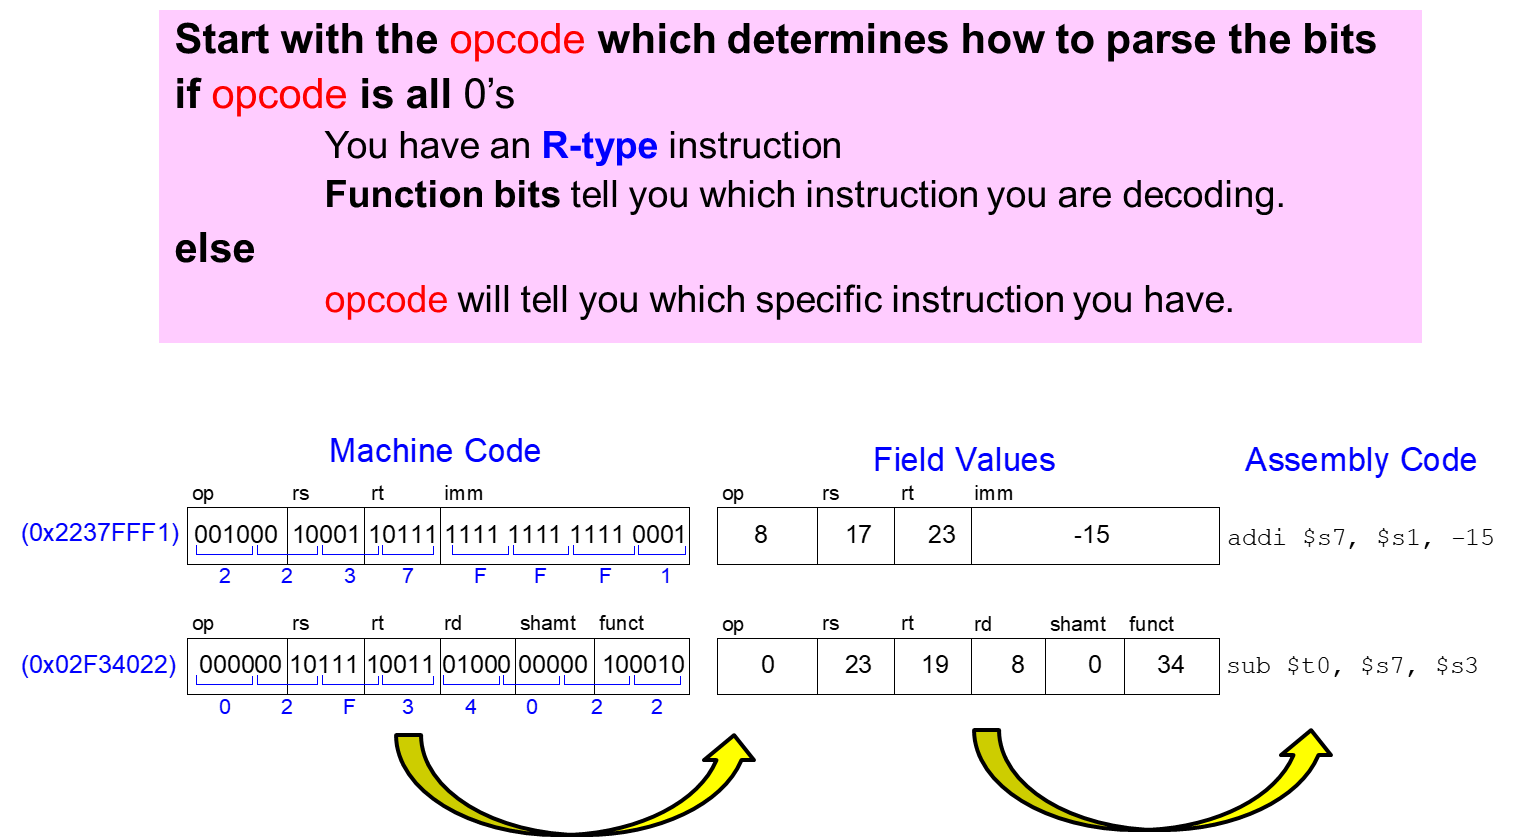 Start with the opcode which determines how to parse the bits
if opcode is all 0’s
You have an R-type instruction
Function bits tell you which instruction you are decoding.
else
opcode will tell you which specific instruction you have.
Machine Code Field Values Assembly Code
op rs rt imm op rs rt imm
(0x2237FFF1) 001000 10001 10111 1111 1111 1111 0001 8 17 23 -15 addi $s7, $s1, -15
2 2 3 7 F F F 1
op rs rt rd shamt funct op rs rt rd shamt funct
(0x02F34022) 000000 10111 10011 01000 00000 100010 0 23 19 8 0 34 sub $t0, $s7, $s3
0 2 F 3 4 0 2 2